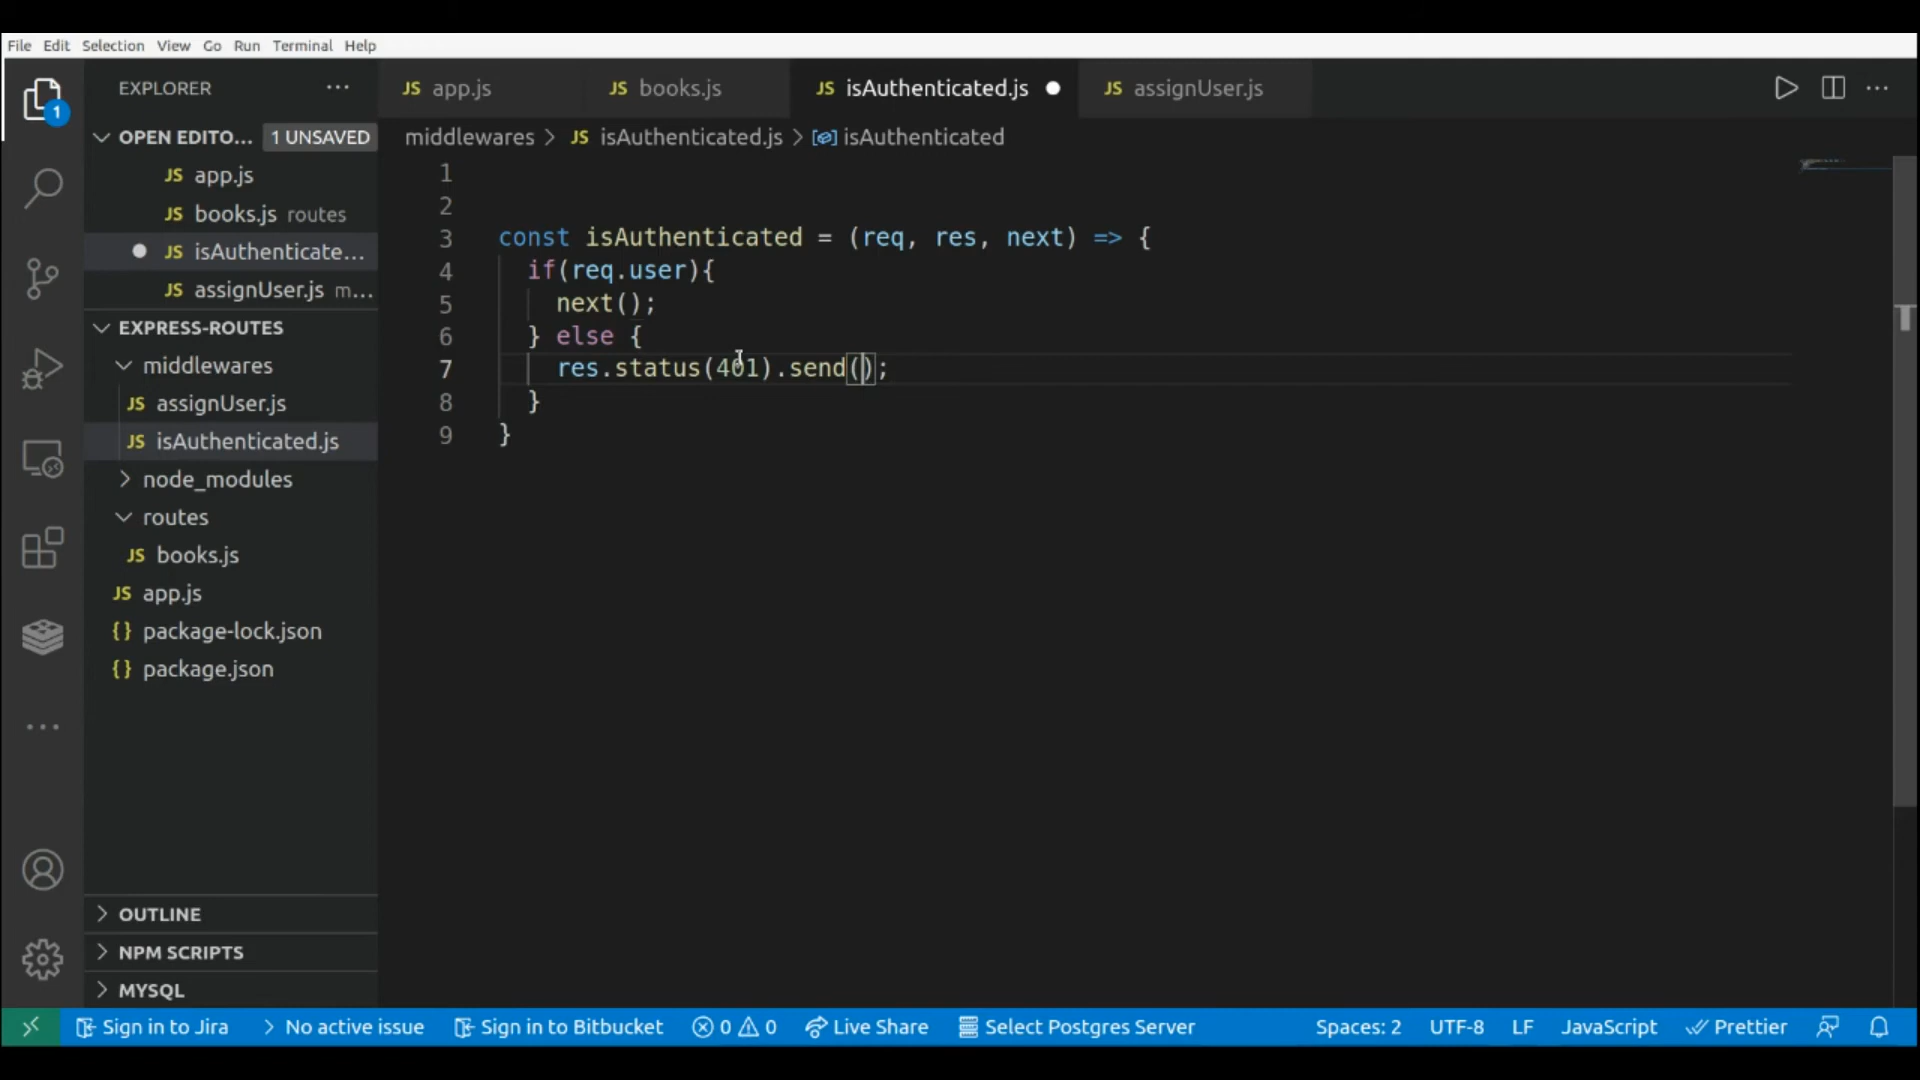 File Edit Selection View Go Run Terminal Help
EXPLORER ···
JS app.js JS books.js JS isAuthenticated.js ● JS assignUser.js
OPEN EDITO... 1 UNSAVED
JS app.js
JS books.js routes
● JS isAuthenticate...
JS assignUser.js m...
EXPRESS-ROUTES
middlewares
JS assignUser.js
JS isAuthenticated.js
node_modules
routes
JS books.js
JS app.js
{} package-lock.json
{} package.json
OUTLINE
NPM SCRIPTS
MYSQL
1
middlewares > JS isAuthenticated.js > isAuthenticated
1
2
3 const isAuthenticated = (req, res, next) => {
4 if(req.user){
5 next();
6 } else {
7 res.status(401).send();
8 }
9 }
Sign in to Jira > No active issue Sign in to Bitbucket 0 0 Live Share Select Postgres Server Spaces: 2 UTF-8 LF JavaScript Prettier